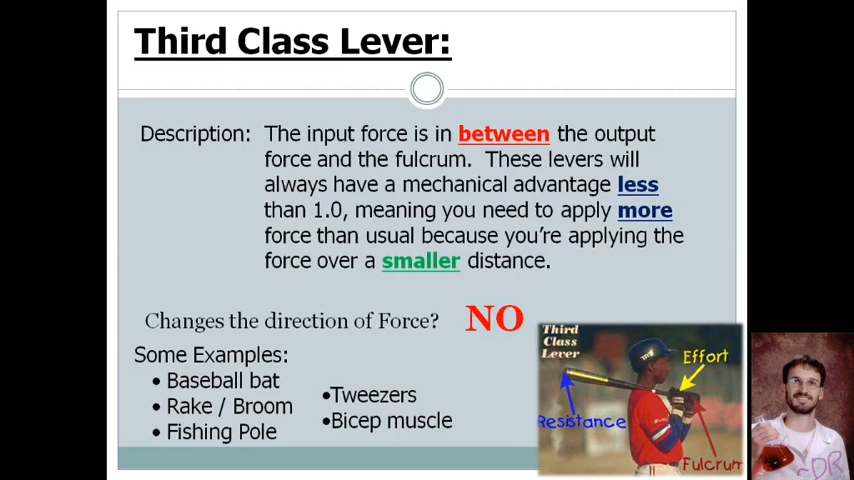 Third Class Lever:
Description: The input force is in between the output
force and the fulcrum. These levers will
always have a mechanical advantage less
than 1.0, meaning you need to apply more
force than usual because you're applying the
force over a smaller distance.
Changes the direction of Force? NO
Some Examples:
• Baseball bat
• Rake / Broom
• Fishing Pole
•Tweezers
•Bicep muscle
Third
Class
Lever
Effort
Resistance
Fulcrum
~DR